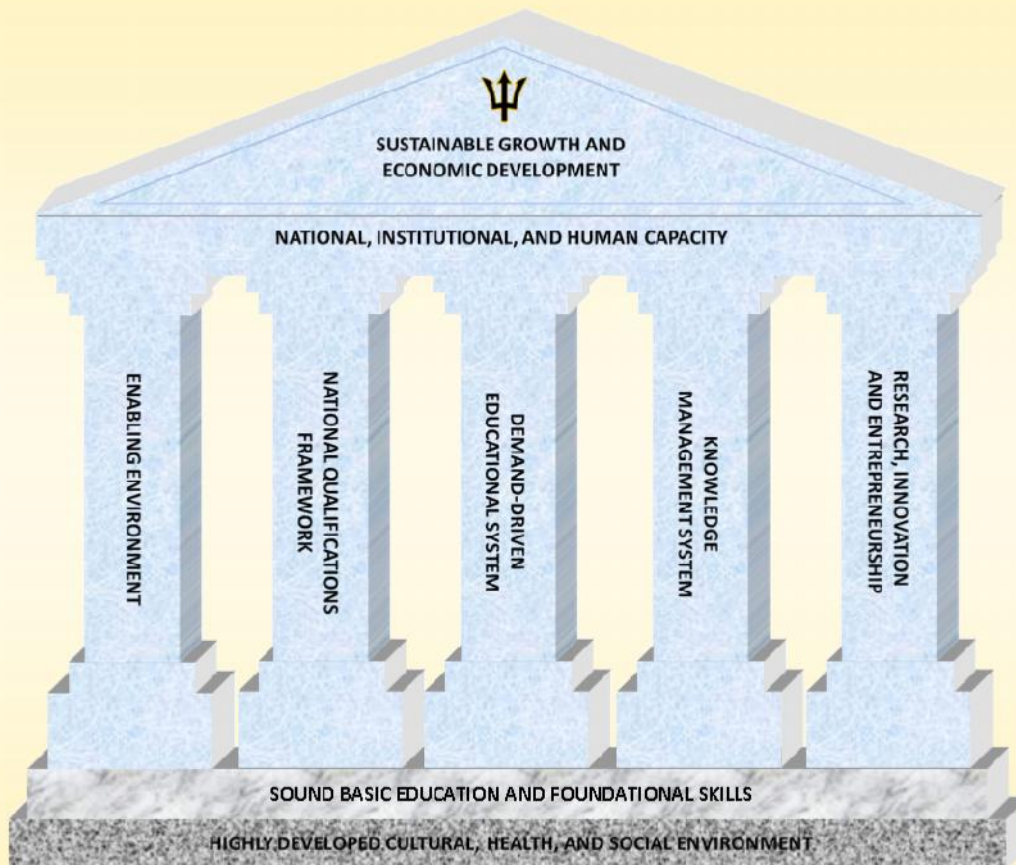 SUSTAINABLE GROWTH AND
ECONOMIC DEVELOPMENT
NATIONAL, INSTITUTIONAL, AND HUMAN CAPACITY
ENABLING ENVIRONMENT
NATIONAL QUALIFICATIONS
FRAMEWORK
DEMAND-DRIVEN
EDUCATIONAL SYSTEM
KNOWLEDGE
MANAGEMENT SYSTEM
RESEARCH, INNOVATION
AND ENTREPRENEURSHIP
SOUND BASIC EDUCATION AND FOUNDATIONAL SKILLS
HIGHLY DEVELOPED CULTURAL, HEALTH, AND SOCIAL ENVIRONMENT